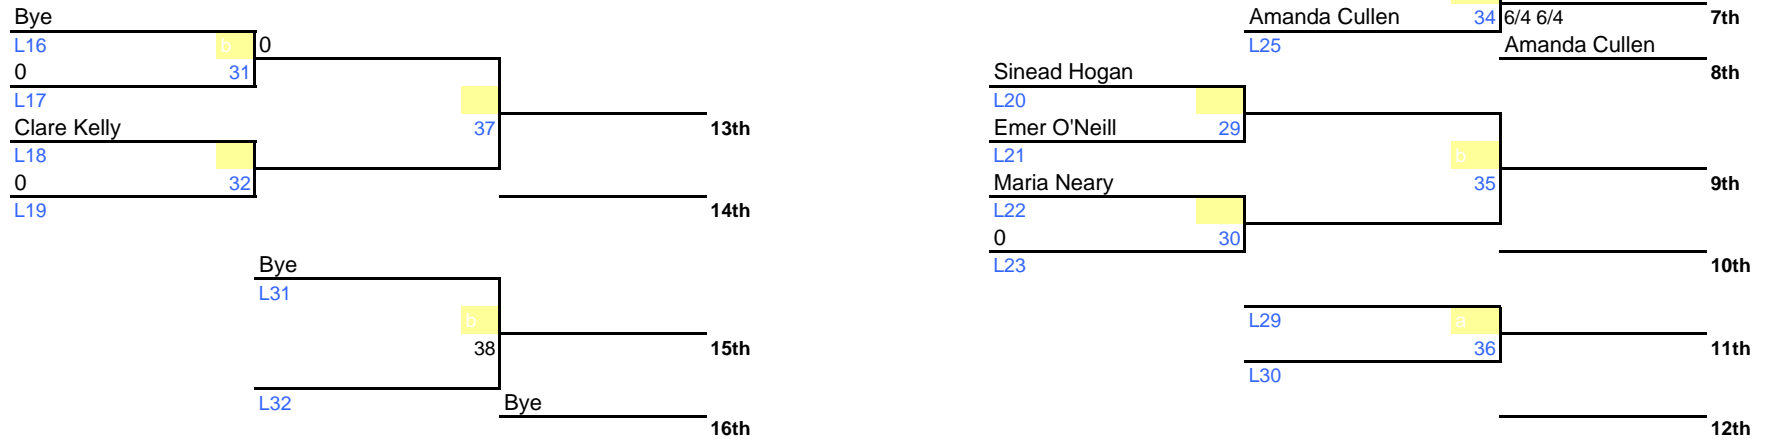 Bye
L16 b 0
0 31
L17
Clare Kelly 37 13th
L18
0 32
L19 14th
Bye
L31
b
38 15th
L32 Bye
16th
Amanda Cullen 34 6/4 6/4 7th
L25 Amanda Cullen
8th
Sinead Hogan
L20
Emer O'Neill 29
L21 b
Maria Neary 35 9th
L22
0 30
L23 10th
L29 a
36 11th
L30
12th